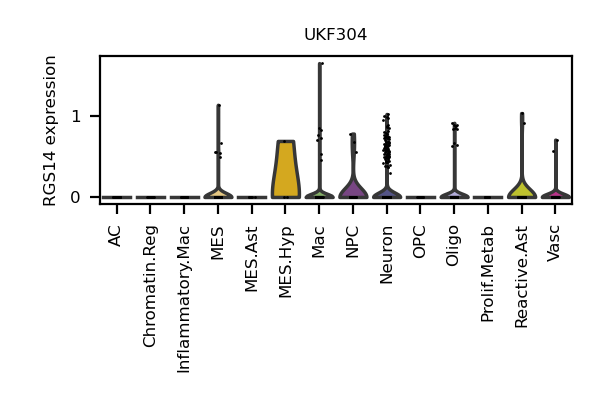 UKF304
RGS14 expression
1
0
AC
Chromatin.Reg
Inflammatory.Mac
MES
MES.Ast
MES.Hyp
Mac
NPC
Neuron
OPC
Oligo
Prolif.Metab
Reactive.Ast
Vasc